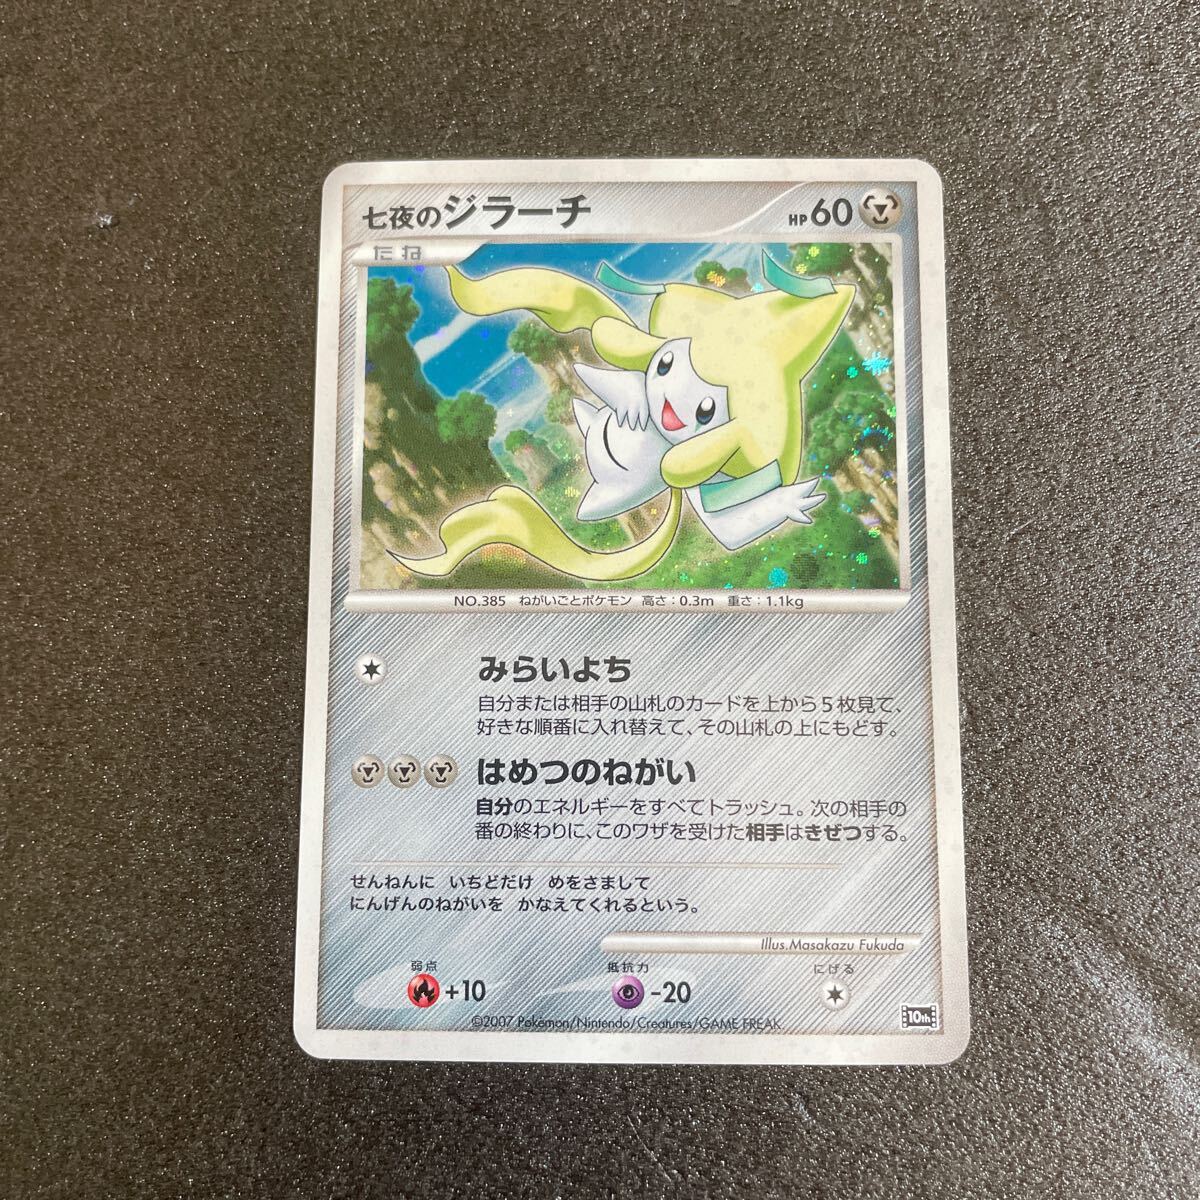 七夜のジラーチ
HP60
たね
NO.385 ねがいごとポケモン 高さ：0.3m 重さ：1.1kg
みらいよち
自分または相手の山札のカードを上から５枚見て、
好きな順番に入れ替えて、その山札の上にもどす。
はめつのねがい
自分のエネルギーをすべてトラッシュ。次の相手の
番の終わりに、このワザを受けた相手はきぜつする。
せんねんに いちどだけ めをさまして
にんげんのねがいを かなえてくれるという。
Illus.Masakazu Fukuda
弱点 抵抗力 にげる
+10 -20
10th
©2007 Pokémon/Nintendo/Creatures/GAME FREAK